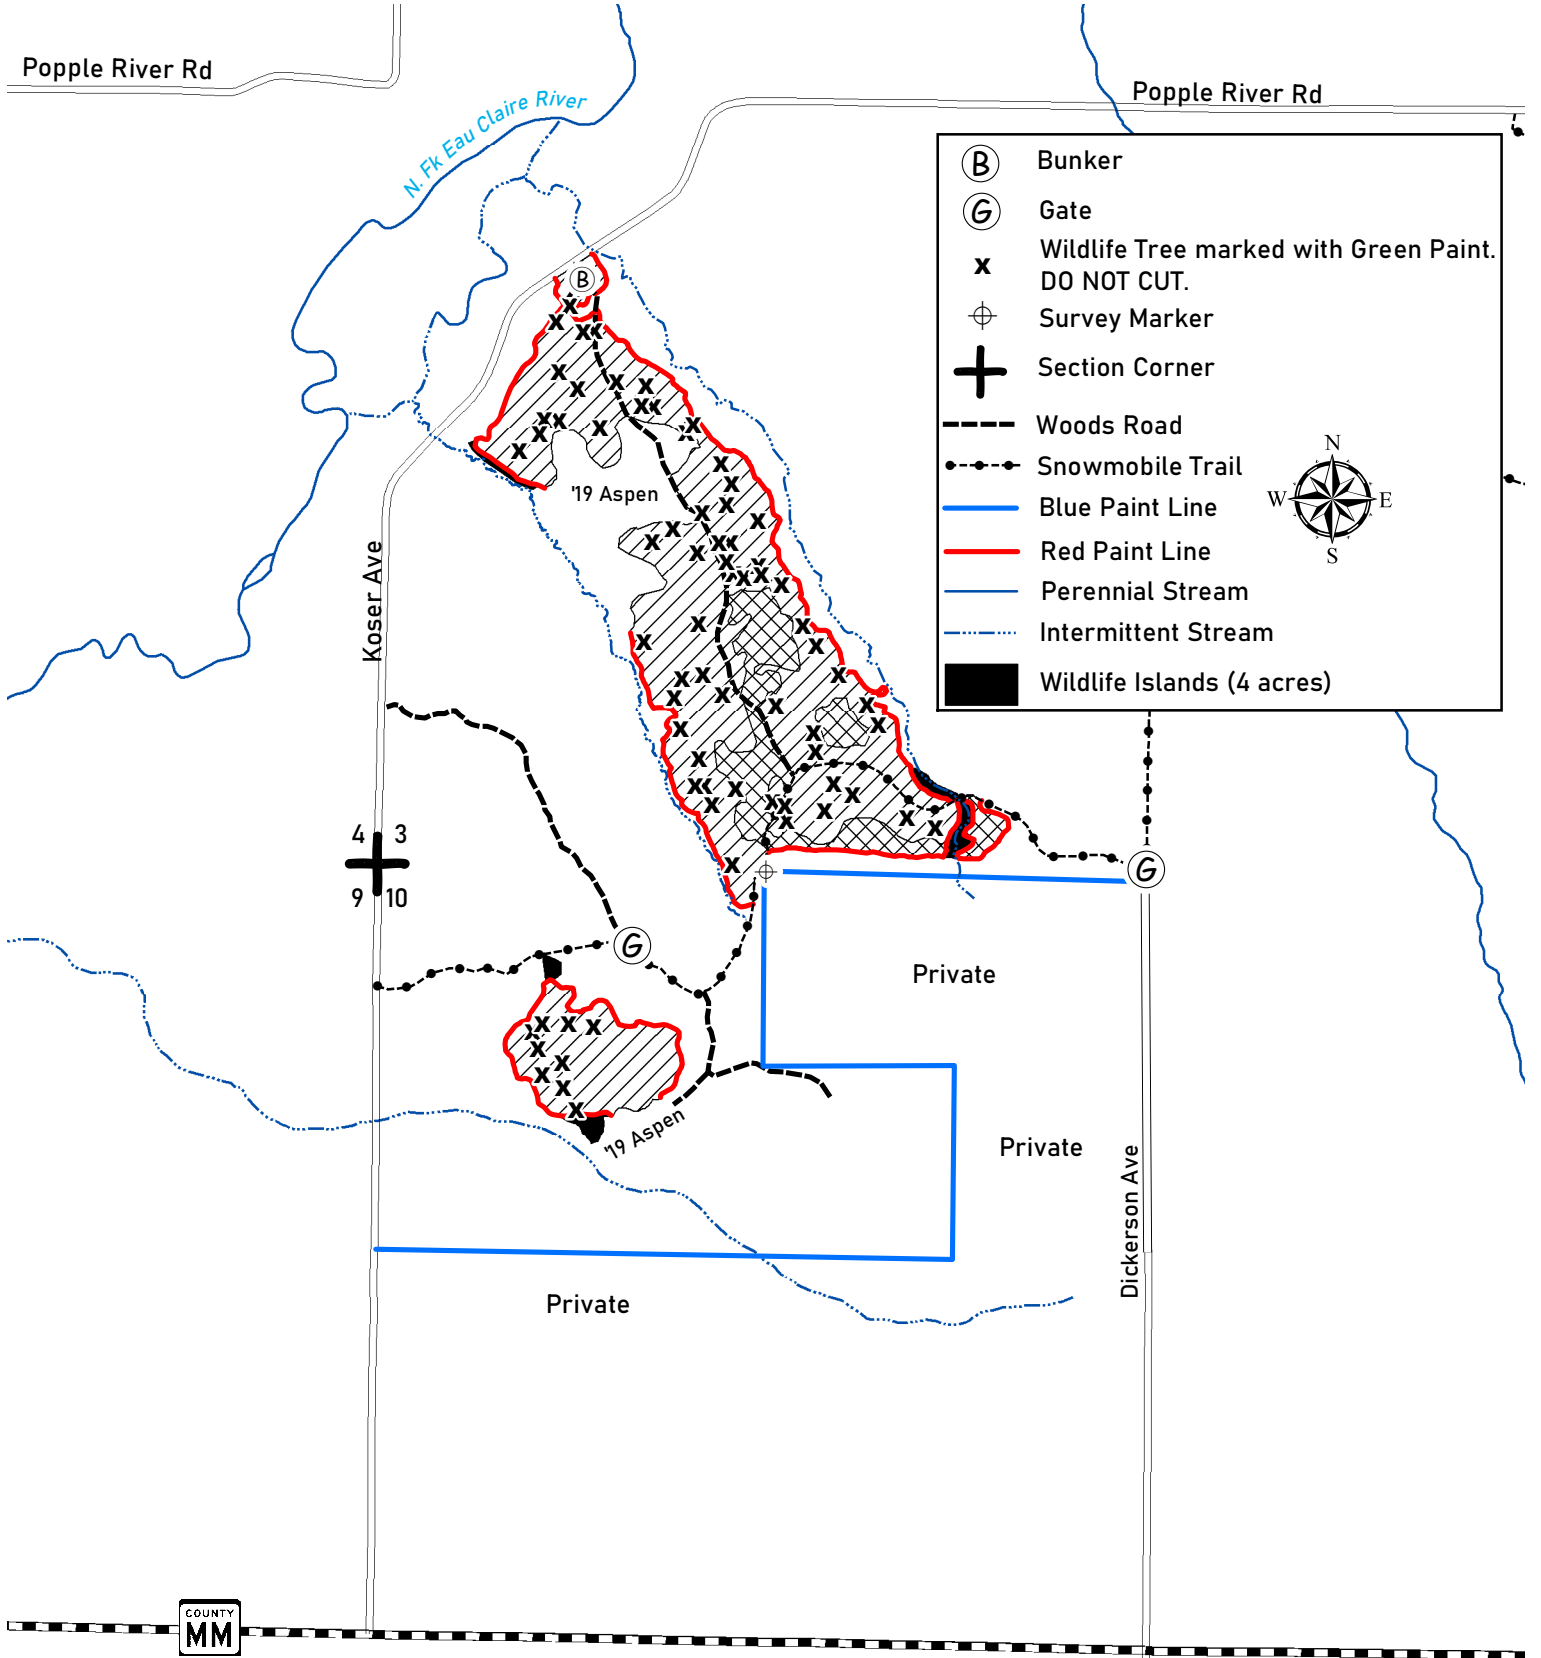 Popple River Rd
N. Fk Eau Claire River
Popple River Rd
B Bunker
G Gate
x Wildlife Tree marked with Green Paint.
DO NOT CUT.
Survey Marker
Section Corner
Woods Road
Snowmobile Trail
Blue Paint Line
Red Paint Line
Perennial Stream
Intermittent Stream
Wildlife Islands (4 acres)
N
W E
S
B
'19 Aspen
Koser Ave
4 3
9 10
G
G
Private
'19 Aspen
Private
Dickerson Ave
Private
COUNTY
MM